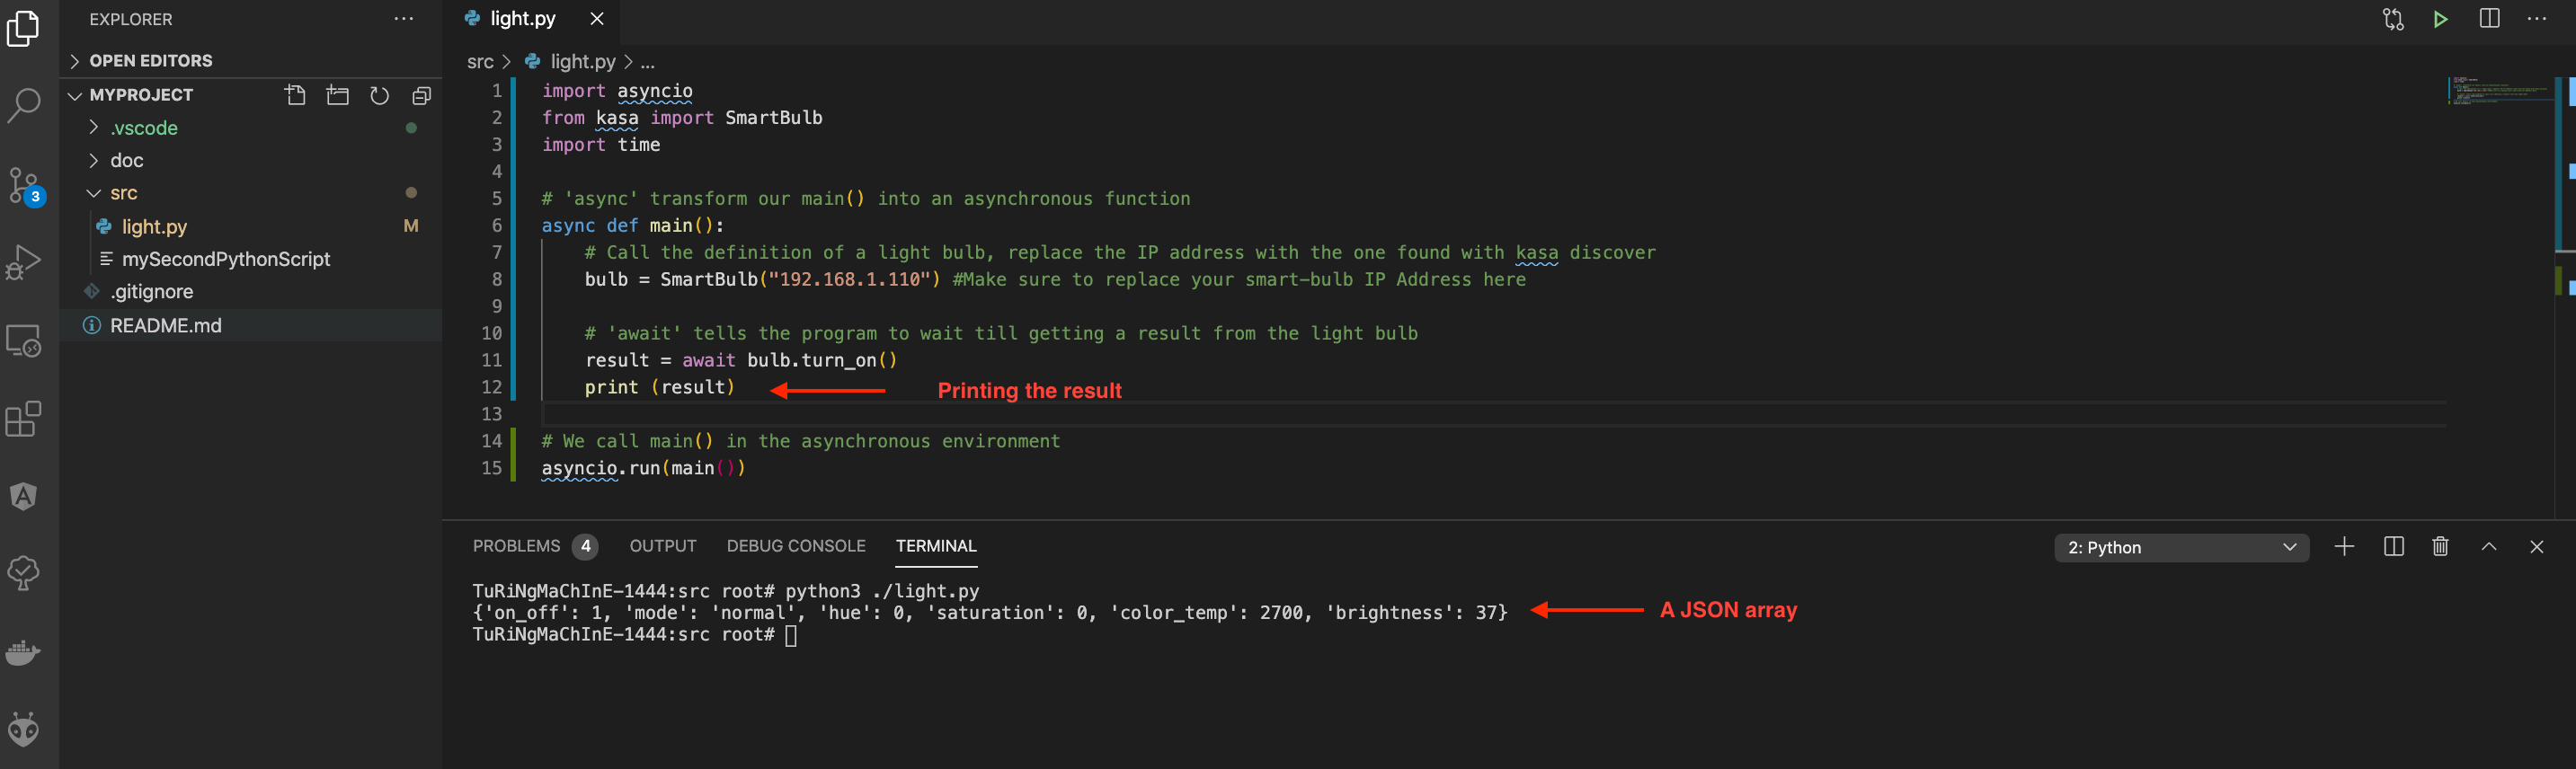 EXPLORER
OPEN EDITORS
MYPROJECT
.vscode
doc
src
light.py M
mySecondPythonScript
.gitignore
README.md
3
light.py
src > light.py > ...
1 import asyncio
2 from kasa import SmartBulb
3 import time
4
5 # 'async' transform our main() into an asynchronous function
6 async def main():
7 # Call the definition of a light bulb, replace the IP address with the one found with kasa discover
8 bulb = SmartBulb("192.168.1.110") #Make sure to replace your smart-bulb IP Address here
9
10 # 'await' tells the program to wait till getting a result from the light bulb
11 result = await bulb.turn_on()
12 print (result) Printing the result
13
14 # We call main() in the asynchronous environment
15 asyncio.run(main())
PROBLEMS 4 OUTPUT DEBUG CONSOLE TERMINAL 2: Python
TuRiNgMaChInE-1444:src root# python3 ./light.py
{'on_off': 1, 'mode': 'normal', 'hue': 0, 'saturation': 0, 'color_temp': 2700, 'brightness': 37} A JSON array
TuRiNgMaChInE-1444:src root#